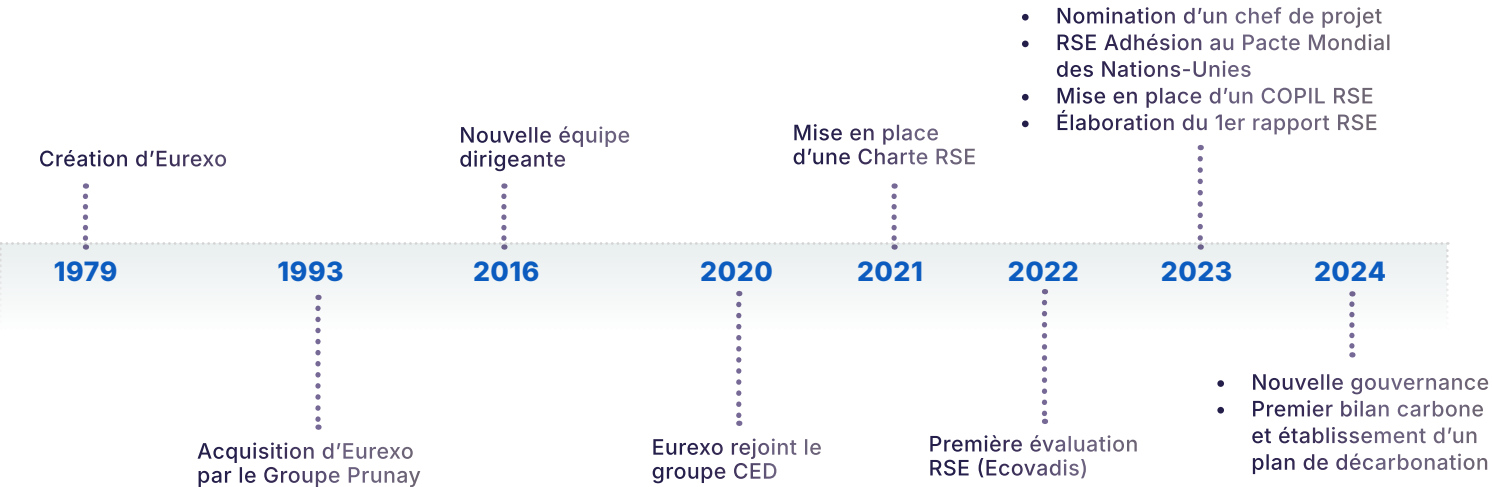 • Nomination d’un chef de projet
• RSE Adhésion au Pacte Mondial
des Nations-Unies
• Mise en place d’un COPIL RSE
• Élaboration du 1er rapport RSE
Création d’Eurexo
Nouvelle équipe
dirigeante
Mise en place
d’une Charte RSE
1979 1993 2016 2020 2021 2022 2023 2024
Acquisition d’Eurexo
par le Groupe Prunay
Eurexo rejoint le
groupe CED
Première évaluation
RSE (Ecovadis)
• Nouvelle gouvernance
• Premier bilan carbone
et établissement d’un
plan de décarbonation